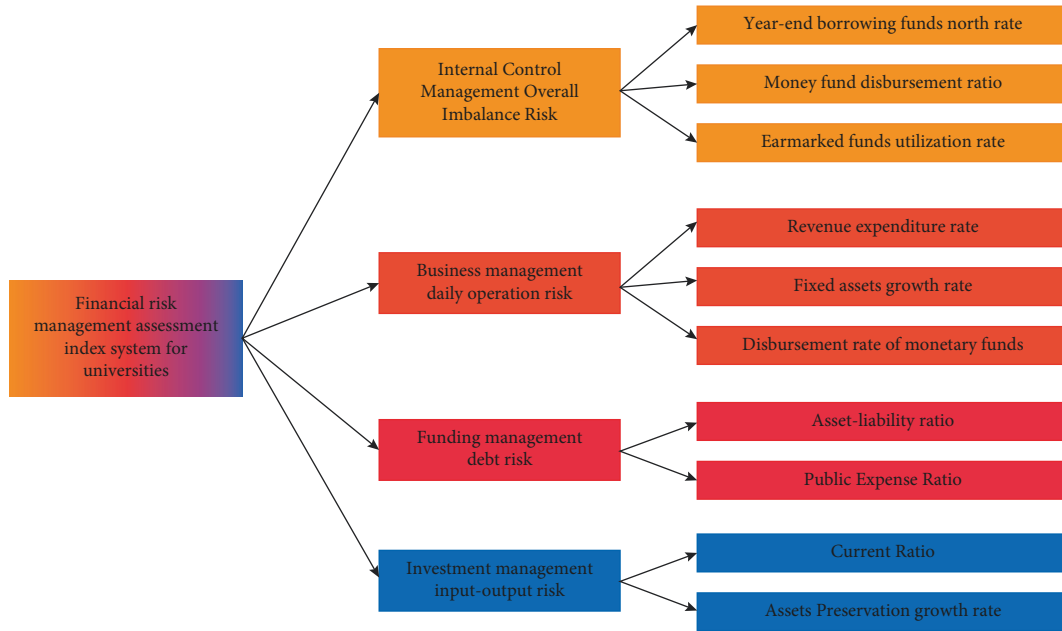 Financial risk
management assessment
index system for
universities
Internal Control
Management Overall
Imbalance Risk
Year-end borrowing funds north rate
Money fund disbursement ratio
Earmarked funds utilization rate
Business management
daily operation risk
Revenue expenditure rate
Fixed assets growth rate
Disbursement rate of monetary funds
Funding management
debt risk
Asset-liability ratio
Public Expense Ratio
Investment management
input-output risk
Current Ratio
Assets Preservation growth rate